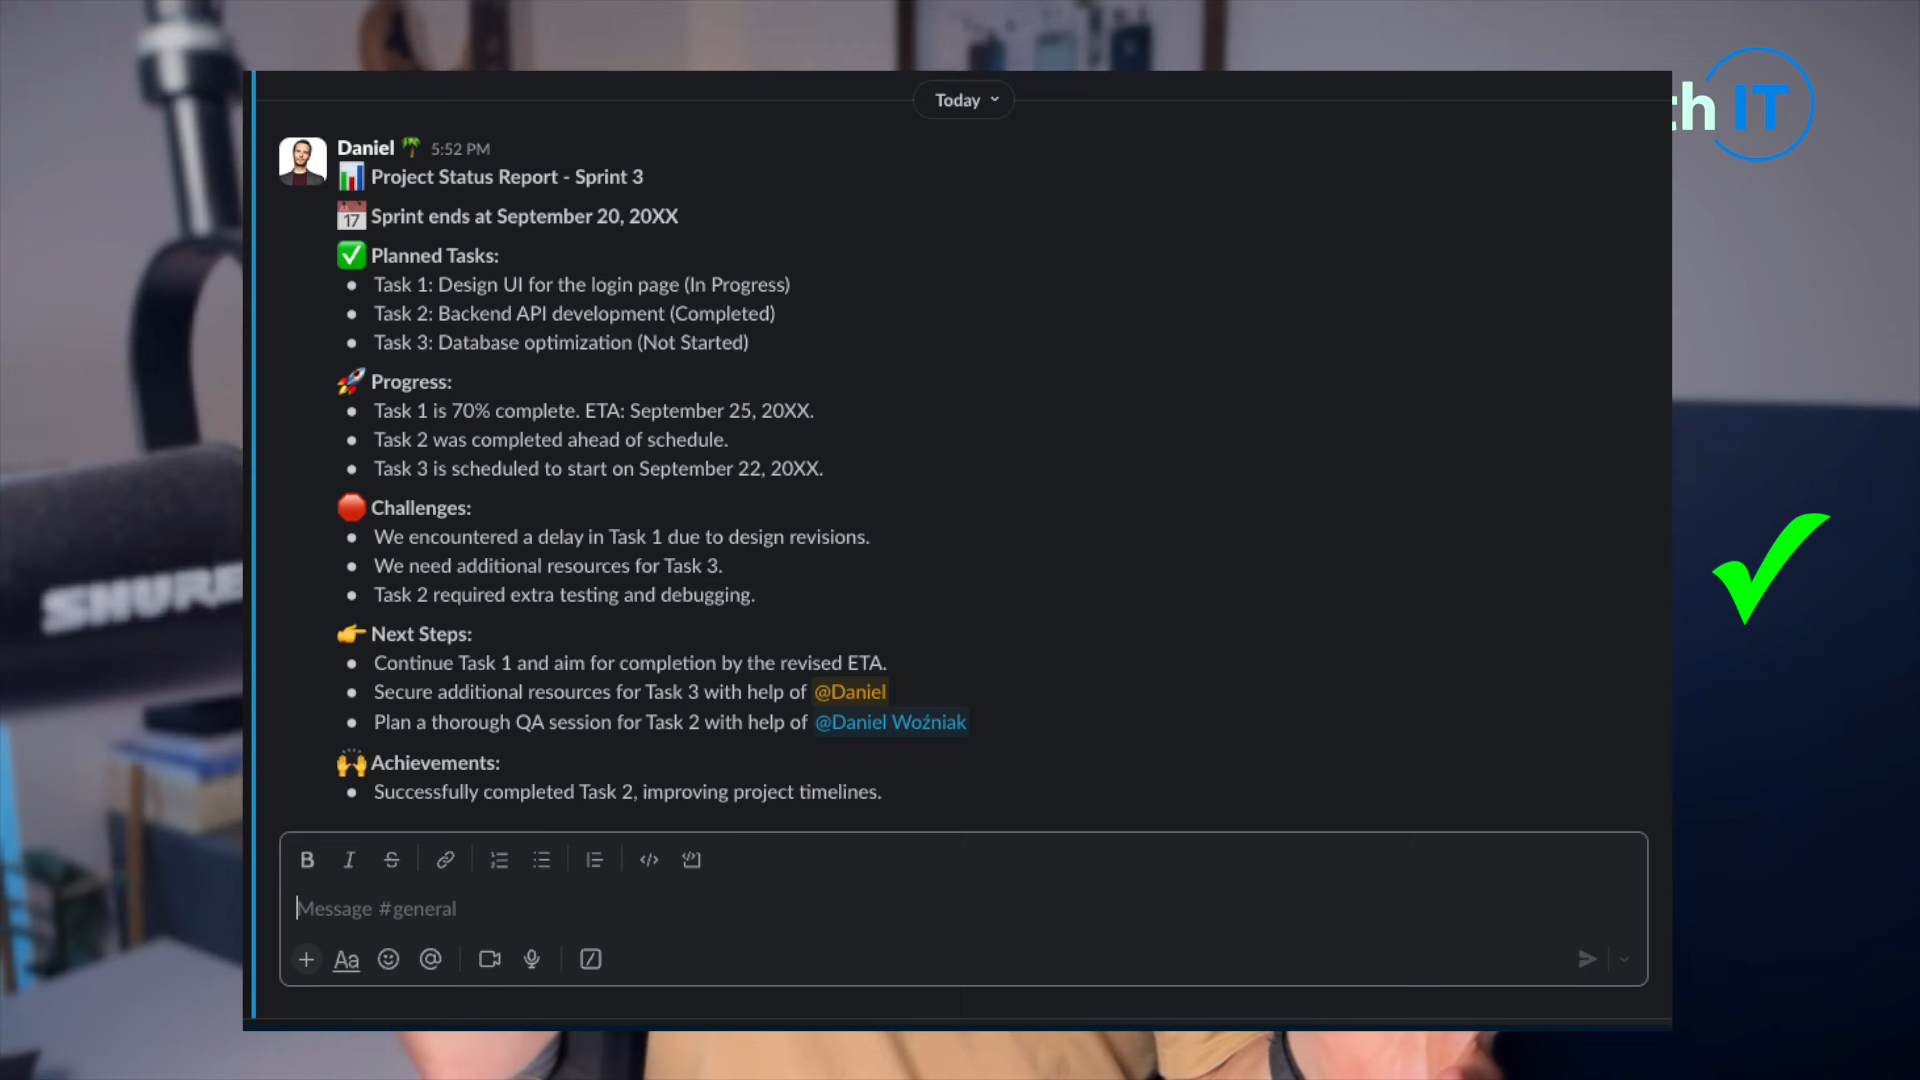 Today
th IT
Daniel 5:52 PM
Project Status Report - Sprint 3
17 Sprint ends at September 20, 20XX
Planned Tasks:
Task 1: Design UI for the login page (In Progress)
Task 2: Backend API development (Completed)
Task 3: Database optimization (Not Started)
Progress:
Task 1 is 70% complete. ETA: September 25, 20XX.
Task 2 was completed ahead of schedule.
Task 3 is scheduled to start on September 22, 20XX.
Challenges:
We encountered a delay in Task 1 due to design revisions.
We need additional resources for Task 3.
Task 2 required extra testing and debugging.
SHURE
Next Steps:
Continue Task 1 and aim for completion by the revised ETA.
Secure additional resources for Task 3 with help of @Daniel
Plan a thorough QA session for Task 2 with help of @Daniel Woźniak
Achievements:
Successfully completed Task 2, improving project timelines.
B I S
Message #general
+ Aa @